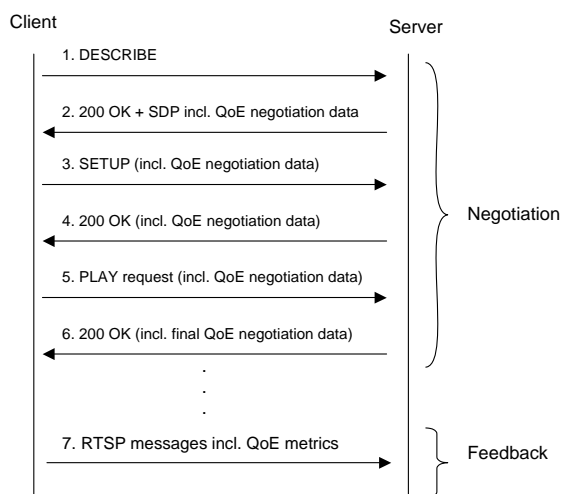 Client
Server
1. DESCRIBE
2. 200 OK + SDP incl. QoE negotiation data
3. SETUP (incl. QoE negotiation data)
4. 200 OK (incl. QoE negotiation data)
Negotiation
5. PLAY request (incl. QoE negotiation data)
6. 200 OK (incl. final QoE negotiation data)
.
.
.
7. RTSP messages incl. QoE metrics
Feedback